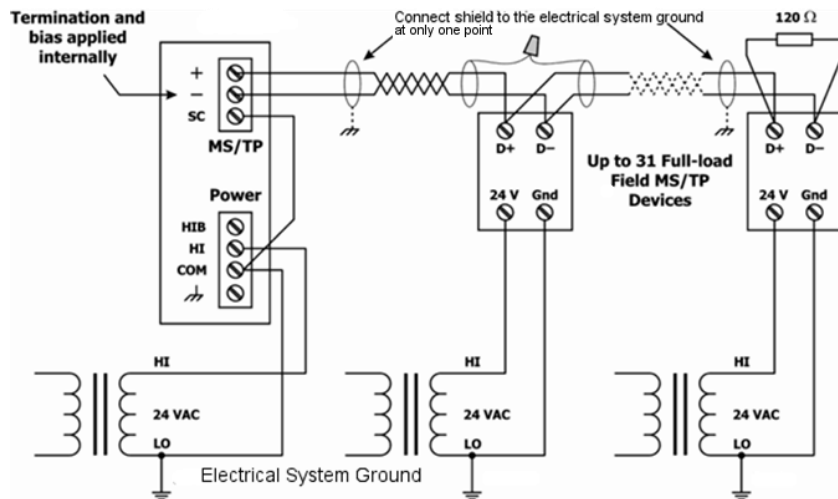 Termination and
bias applied
internally
Connect shield to the electrical system ground
at only one point
120 Ω
+
−
SC
MS/TP
D+ D−
D+ D−
Up to 31 Full-load
Field MS/TP
Devices
Power
24 V Gnd
24 V Gnd
HIB
HI
COM
HI
HI
HI
24 VAC
24 VAC
24 VAC
LO
LO
LO
Electrical System Ground